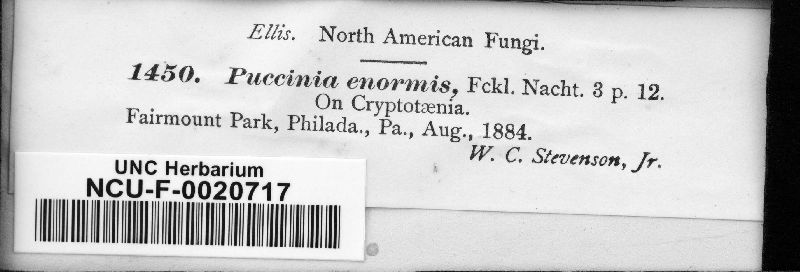 Ellis. North American Fungi.
1450. Puccinia enormis, Fckl. Nacht. 3 p. 12.
On Cryptotænia.
Fairmount Park, Philada., Pa., Aug., 1884.
W. C. Stevenson, Jr.
UNC Herbarium
NCU-F-0020717